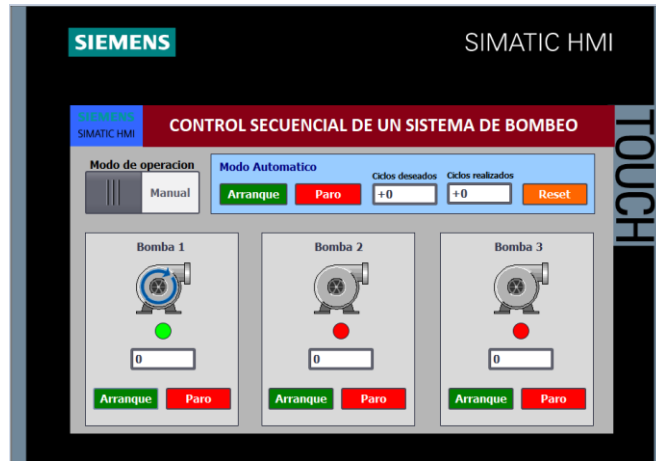 SIEMENS
SIMATIC HMI
TOUCH
SIEMENS
SIMATIC HMI
CONTROL SECUENCIAL DE UN SISTEMA DE BOMBEO
Modo de operacion
Manual
Modo Automatico
Arranque
Paro
Ciclos deseados
+0
Ciclos realizados
+0
Reset
Bomba 1
0
Arranque
Paro
Bomba 2
0
Arranque
Paro
Bomba 3
0
Arranque
Paro